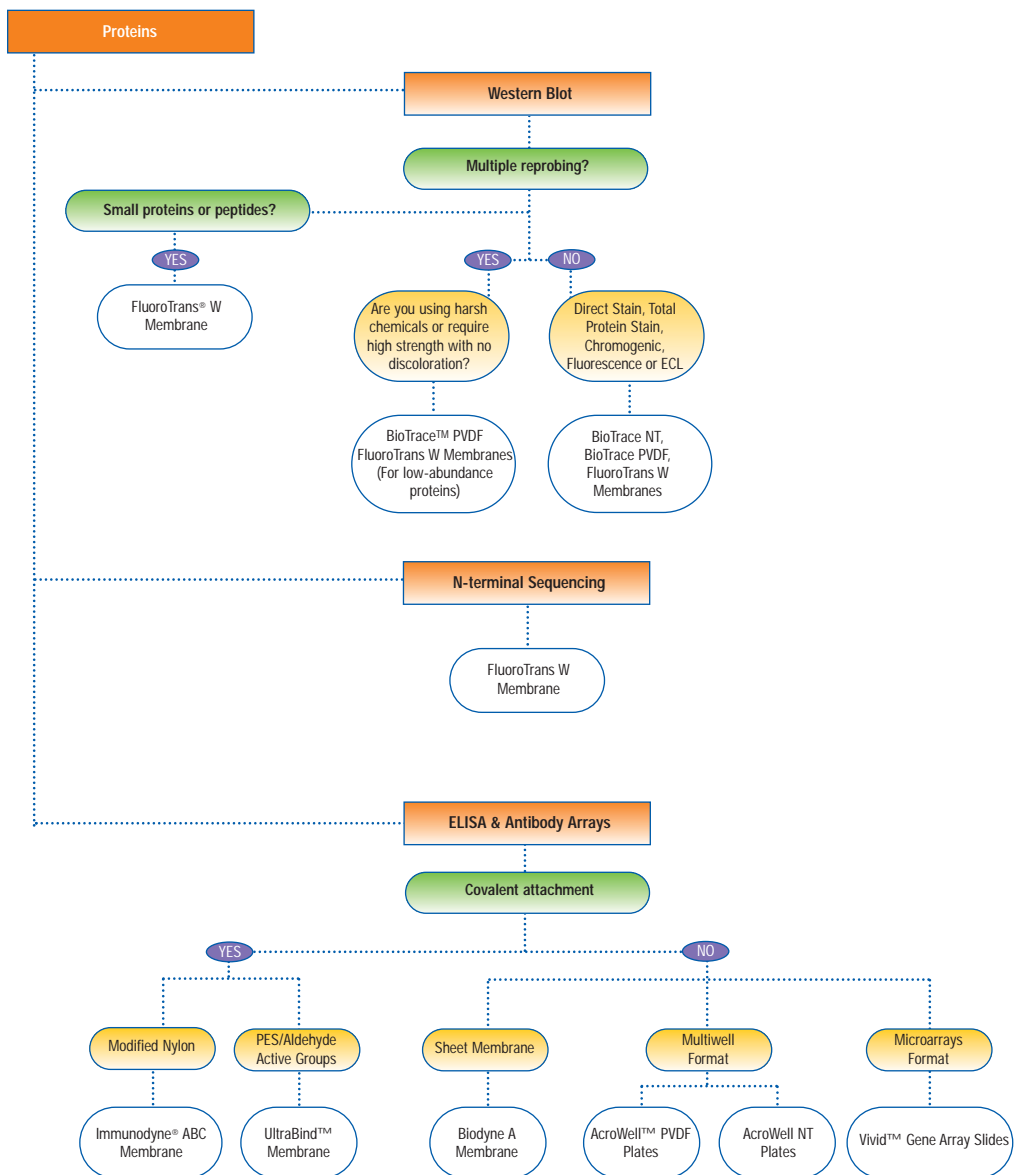 Proteins
Western Blot
Multiple reprobing?
Small proteins or peptides?
YES
YES
NO
FluoroTrans® W
Membrane
Are you using harsh
chemicals or require
high strength with no
discoloration?
Direct Stain, Total
Protein Stain,
Chromogenic,
Fluorescence or ECL
BioTrace™ PVDF
FluoroTrans W Membranes
(For low-abundance
proteins)
BioTrace NT,
BioTrace PVDF,
FluoroTrans W
Membranes
N-terminal Sequencing
FluoroTrans W
Membrane
ELISA & Antibody Arrays
Covalent attachment
YES
NO
Modified Nylon
PES/Aldehyde
Active Groups
Sheet Membrane
Multiwell
Format
Microarrays
Format
Immunodyne® ABC
Membrane
UltraBind™
Membrane
Biodyne A
Membrane
AcroWell™ PVDF
Plates
AcroWell NT
Plates
Vivid™ Gene Array Slides